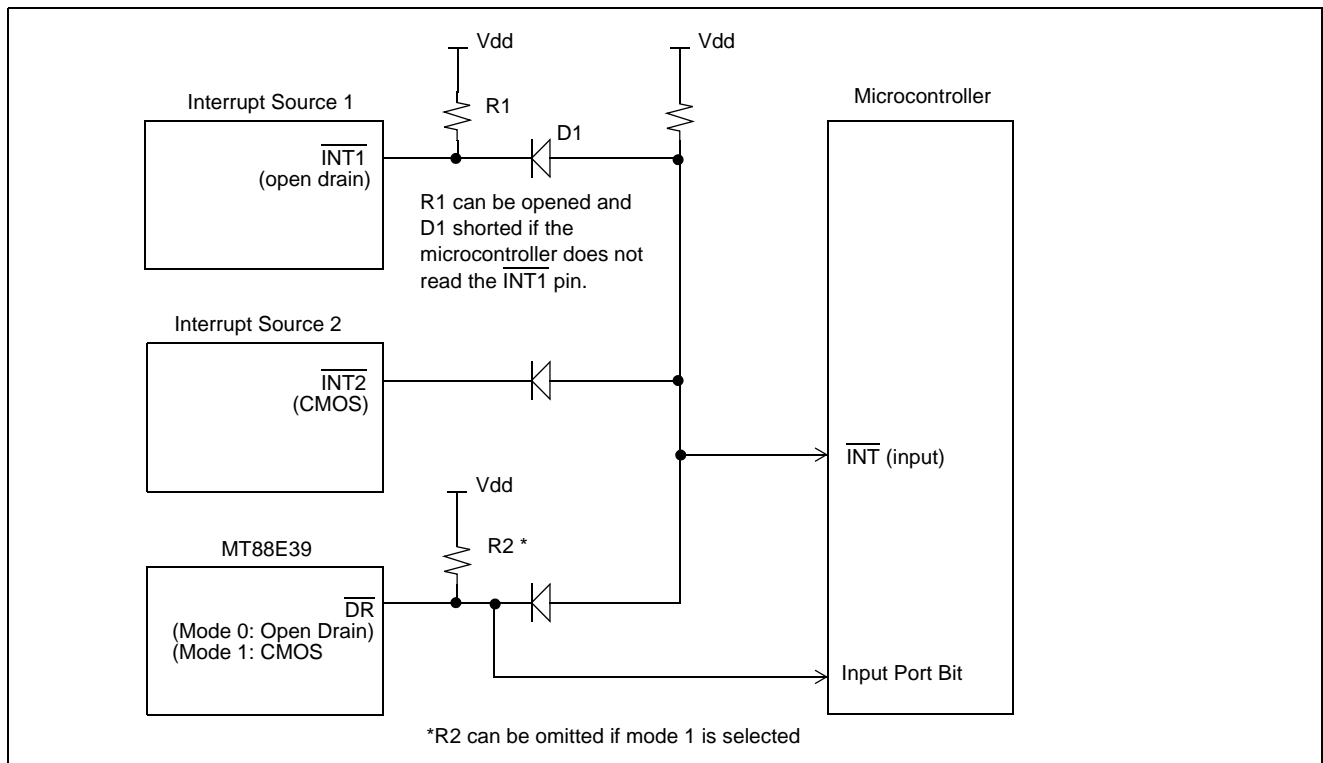 Vdd
Vdd
R1
Interrupt Source 1
Microcontroller
D1
INT1
(open drain)
R1 can be opened and
D1 shorted if the
microcontroller does not
read the INT1 pin.
Interrupt Source 2
INT2
(CMOS)
INT (input)
Vdd
R2 *
MT88E39
DR
(Mode 0: Open Drain)
(Mode 1: CMOS
Input Port Bit
*R2 can be omitted if mode 1 is selected